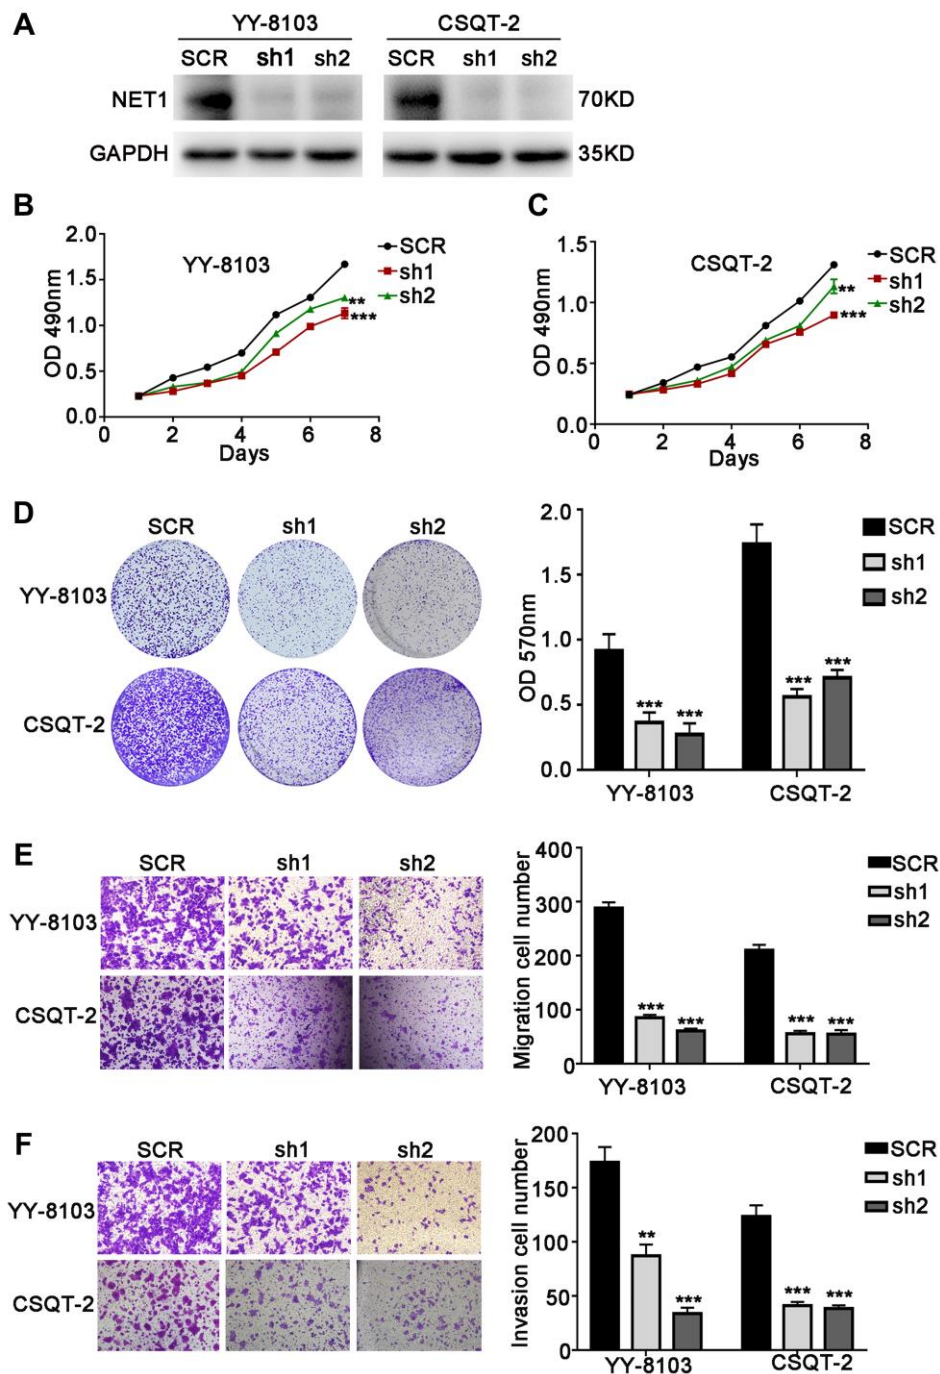 A
YY-8103 CSQT-2
SCR sh1 sh2 SCR sh1 sh2
NET1 70KD
GAPDH 35KD
B
2.0
1.5
1.0
0.5
0.0
OD 490nm
YY-8103
SCR
sh1
sh2
**
***
0 2 4 6 8
Days
C
1.5
1.0
0.5
0.0
OD 490nm
CSQT-2
SCR
sh1
sh2
**
***
0 2 4 6 8
Days
D
SCR sh1 sh2
YY-8103
CSQT-2
2.0
1.5
1.0
0.5
0.0
OD 570nm
*** *** *** ***
YY-8103 CSQT-2
SCR
sh1
sh2
E
SCR sh1 sh2
YY-8103
CSQT-2
400
300
200
100
0
Migration cell number
*** *** *** ***
YY-8103 CSQT-2
SCR
sh1
sh2
F
SCR sh1 sh2
YY-8103
CSQT-2
200
150
100
50
0
Invasion cell number
** *** *** ***
YY-8103 CSQT-2
SCR
sh1
sh2